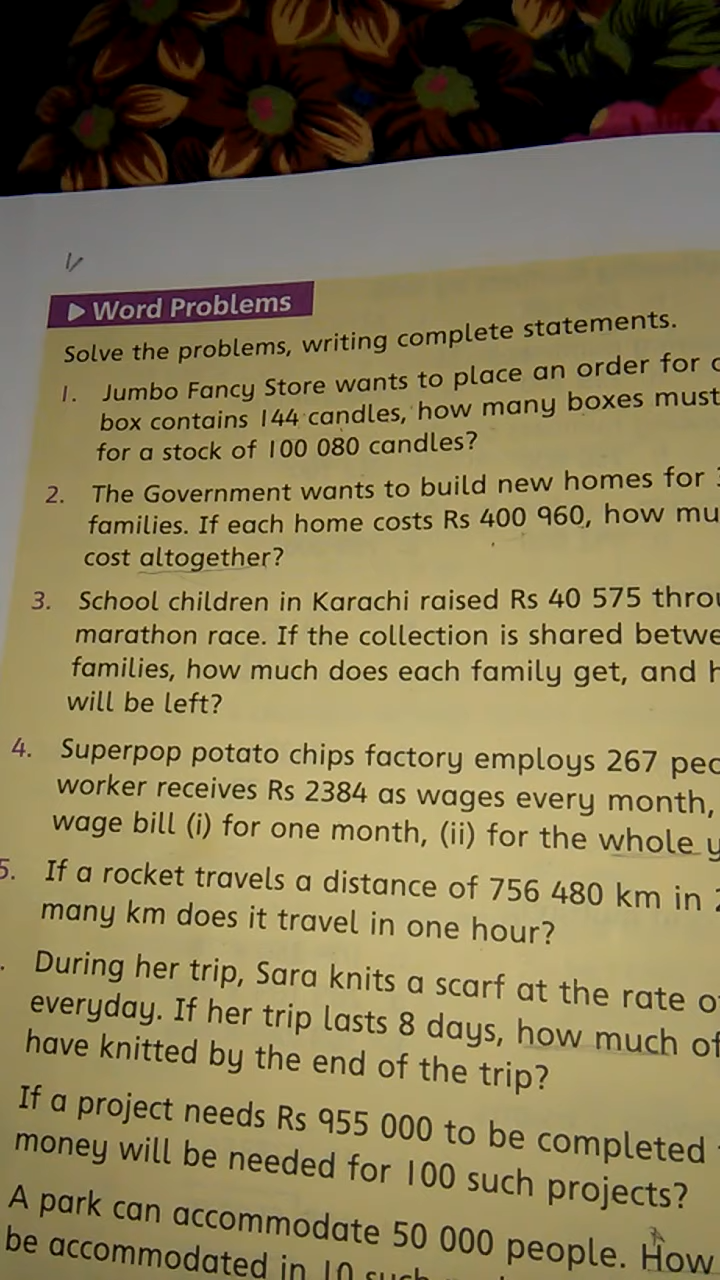 Word Problems
Solve the problems, writing complete statements.
1. Jumbo Fancy Store wants to place an order for
box contains 144 candles, how many boxes must
for a stock of 100 080 candles?
2. The Government wants to build new homes for
families. If each home costs Rs 400 960, how
cost altogether?
3. School children in Karachi raised Rs 40 575
marathon race. If the collection is shared
families, how much does each family get, and
will be left?
4. Superpop potato chips factory employs 267
worker receives Rs 2384 as wages every month,
wage bill (i) for one month, (ii) for the whole
5. If a rocket travels a distance of 756 480 km in
many km does it travel in one hour?
During her trip, Sara knits a scarf at the rate
everyday. If her trip lasts 8 days, how much
have knitted by the end of the trip?
If a project needs Rs 955 000 to be completed
money will be needed for 100 such projects?
A park can accommodate 50 000 people. How
be accommodated in 10